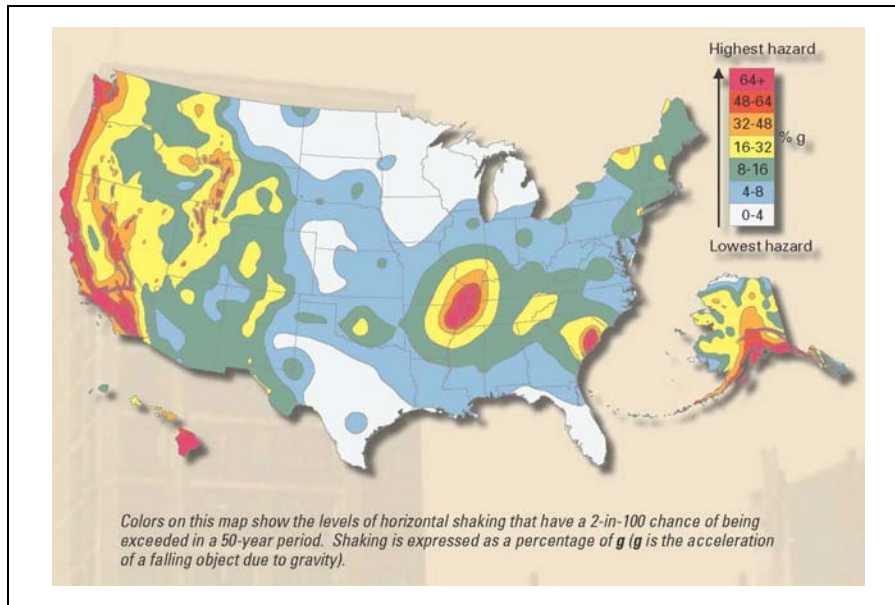 Highest hazard
64+
48-64
32-48
16-32
8-16
4-8
0-4
% g
Lowest hazard
Colors on this map show the levels of horizontal shaking that have a 2-in-100 chance of being
exceeded in a 50-year period. Shaking is expressed as a percentage of g (g is the acceleration
of a falling object due to gravity).